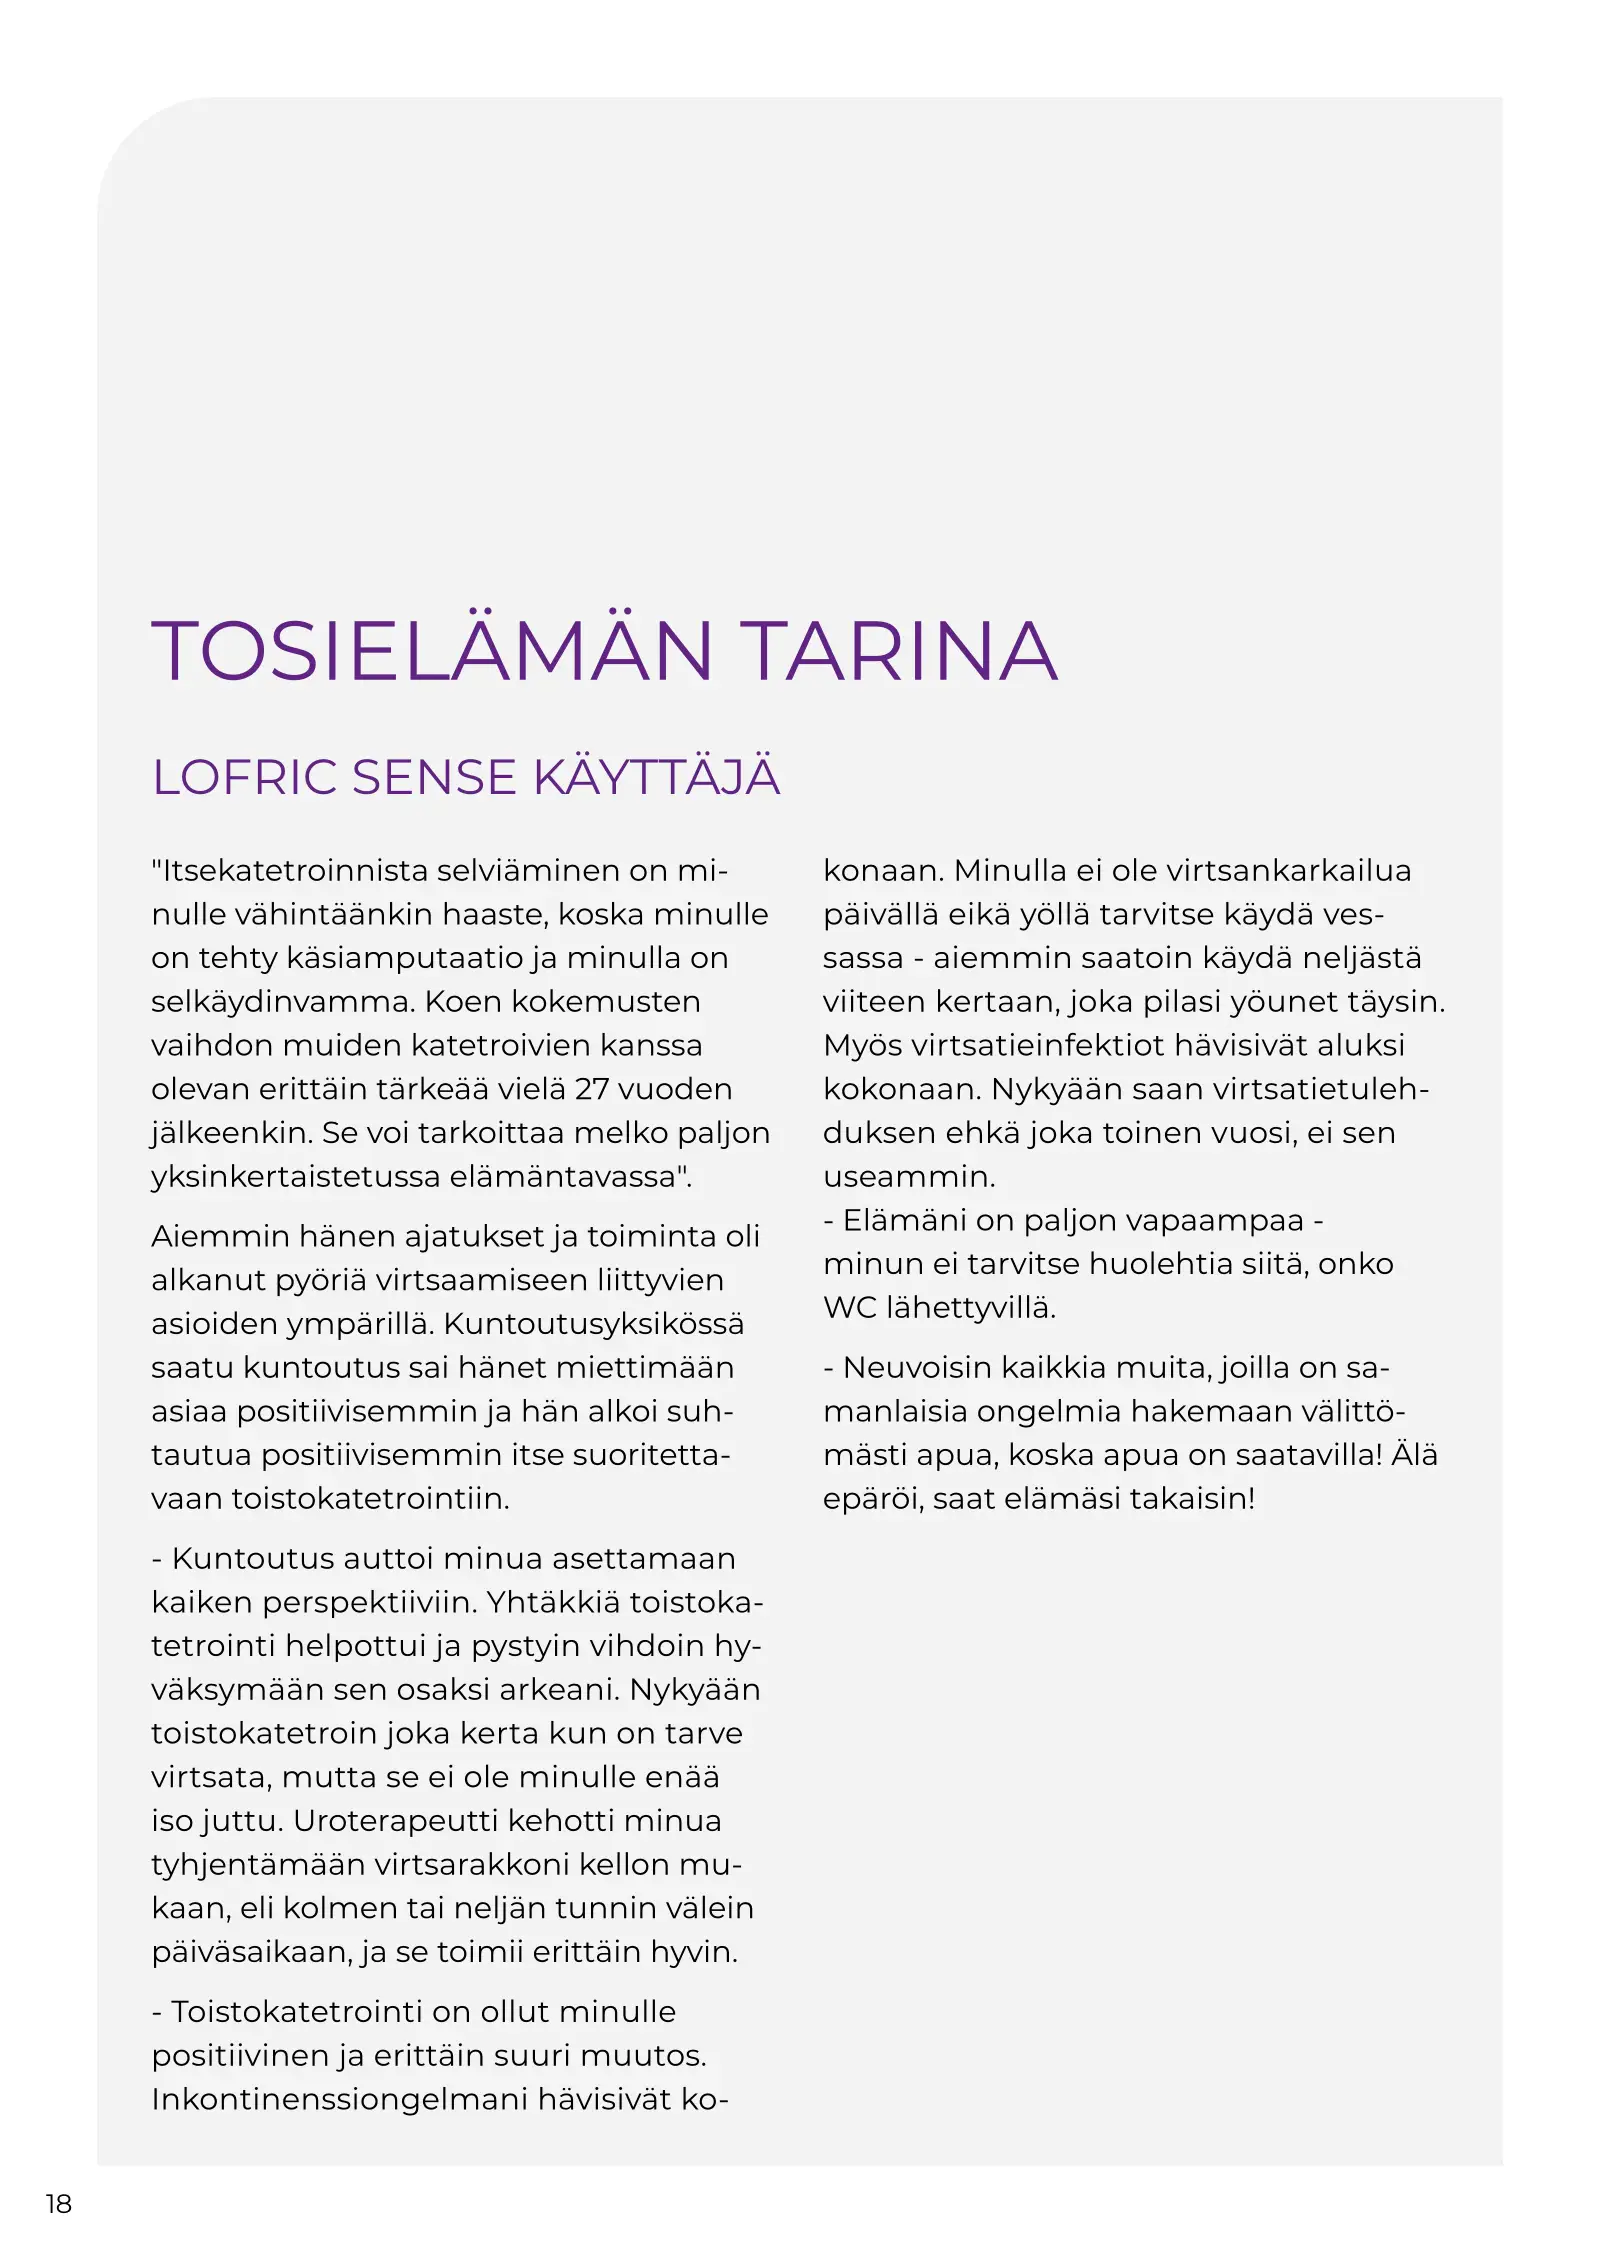 TOSIELÄMÄN TARINA
LOFRIC SENSE KÄYTTÄJÄ
"Itsekatetroinnista selviäminen on mi-
nulle vähintäänkin haaste, koska minulle
on tehty käsiamputaatio ja minulla on
selkäydinvamma. Koen kokemusten
vaihdon muiden katetroivien kanssa
olevan erittäin tärkeää vielä 27 vuoden
jälkeenkin. Se voi tarkoittaa melko paljon
yksinkertaistetussa elämäntavassa".
Aiemmin hänen ajatukset ja toiminta oli
alkanut pyöriä virtsaamiseen liittyvien
asioiden ympärillä. Kuntoutusyksikössä
saatu kuntoutus sai hänet miettimään
asiaa positiivisemmin ja hän alkoi suh-
tautua positiivisemmin itse suoritetta-
vaan toistokatetrointiin.
- Kuntoutus auttoi minua asettamaan
kaiken perspektiiviin. Yhtäkkiä toistoka-
tetrointi helpottui ja pystyin vihdoin hy-
väksymään sen osaksi arkeani. Nykyään
toistokatetroin joka kerta kun on tarve
virtsata, mutta se ei ole minulle enää
iso juttu. Uroterapeutti kehotti minua
tyhjentämään virtsarakkoni kellon mu-
kaan, eli kolmen tai neljän tunnin välein
päiväsaikaan, ja se toimii erittäin hyvin.
- Toistokatetrointi on ollut minulle
positiivinen ja erittäin suuri muutos.
Inkontinenssiongelmani hävisivät ko-
konaan. Minulla ei ole virtsankarkailua
päivällä eikä yöllä tarvitse käydä ves-
sassa - aiemmin saatoin käydä neljästä
viiteen kertaan, joka pilasi yöunet täysin.
Myös virtsatieinfektiot hävisivät aluksi
kokonaan. Nykyään saan virtsatietuleh-
duksen ehkä joka toinen vuosi, ei sen
useammin.
- Elämäni on paljon vapaampaa -
minun ei tarvitse huolehtia siitä, onko
WC lähettyvillä.
- Neuvoisin kaikkia muita, joilla on sa-
manlaisia ongelmia hakemaan välittö-
mästi apua, koska apua on saatavilla! Älä
epäröi, saat elämäsi takaisin!
18